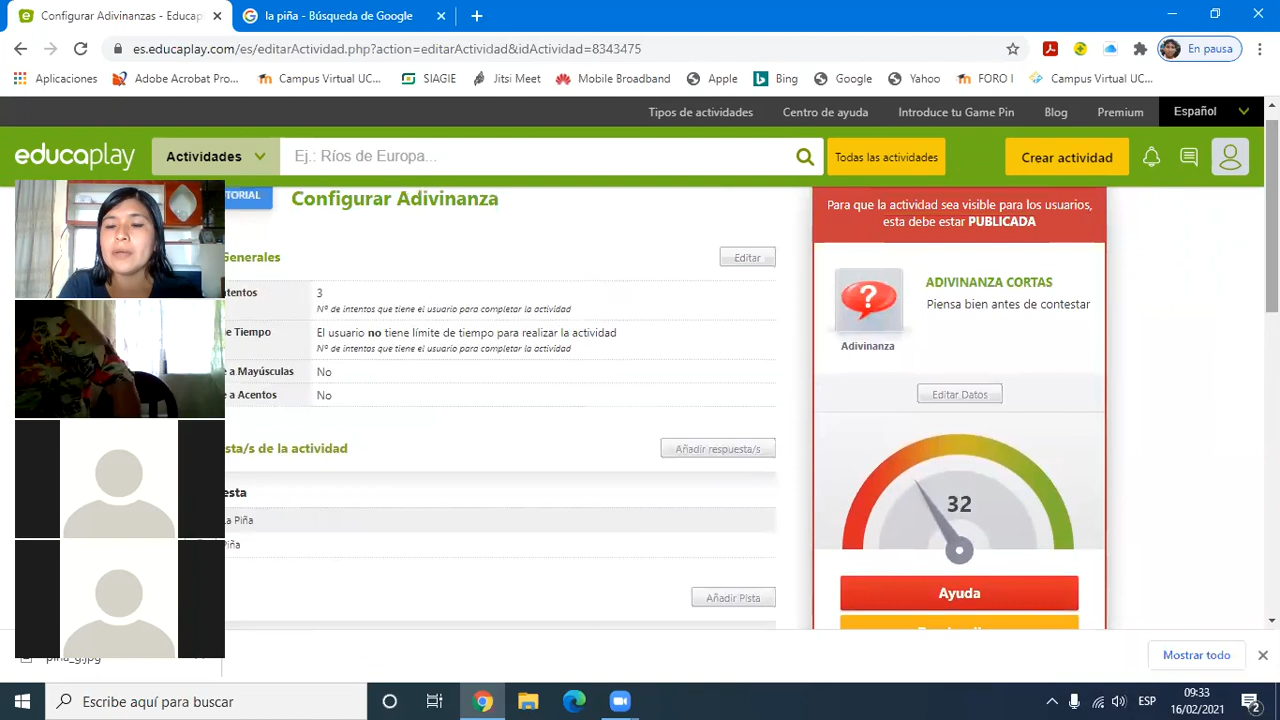 Configurar Adivinanzas - Educap
la piña - Búsqueda de Google
es.educaplay.com/es/editarActividad.php?action=editarActividad&idActividad=8343475
En pausa
Aplicaciones
Adobe Acrobat Pro...
Campus Virtual UC...
SIAGIE
Jitsi Meet
Mobile Broadband
Apple
Bing
Google
Yahoo
FORO I
Campus Virtual UC...
Tipos de actividades
Centro de ayuda
Introduce tu Game Pin
Blog
Premium
Español
educaplay
Actividades
Ej.: Ríos de Europa...
Todas las actividades
Crear actividad
TORIAL
Configurar Adivinanza
Generales
Editar
ntentos
3
Nº de intentos que tiene el usuario para completar la actividad
de Tiempo
El usuario no tiene límite de tiempo para realizar la actividad
Nº de intentos que tiene el usuario para completar la actividad
e a Mayúsculas
No
e a Acentos
No
sta/s de la actividad
Añadir respuesta/s
esta
La Piña
Piña
Añadir Pista
Para que la actividad sea visible para los usuarios,
esta debe estar PUBLICADA
ADIVINANZA CORTAS
Piensa bien antes de contestar
Adivinanza
Editar Datos
32
Ayuda
Mostrar todo
Escribe aquí para buscar
ESP
09:33
16/02/2021
2